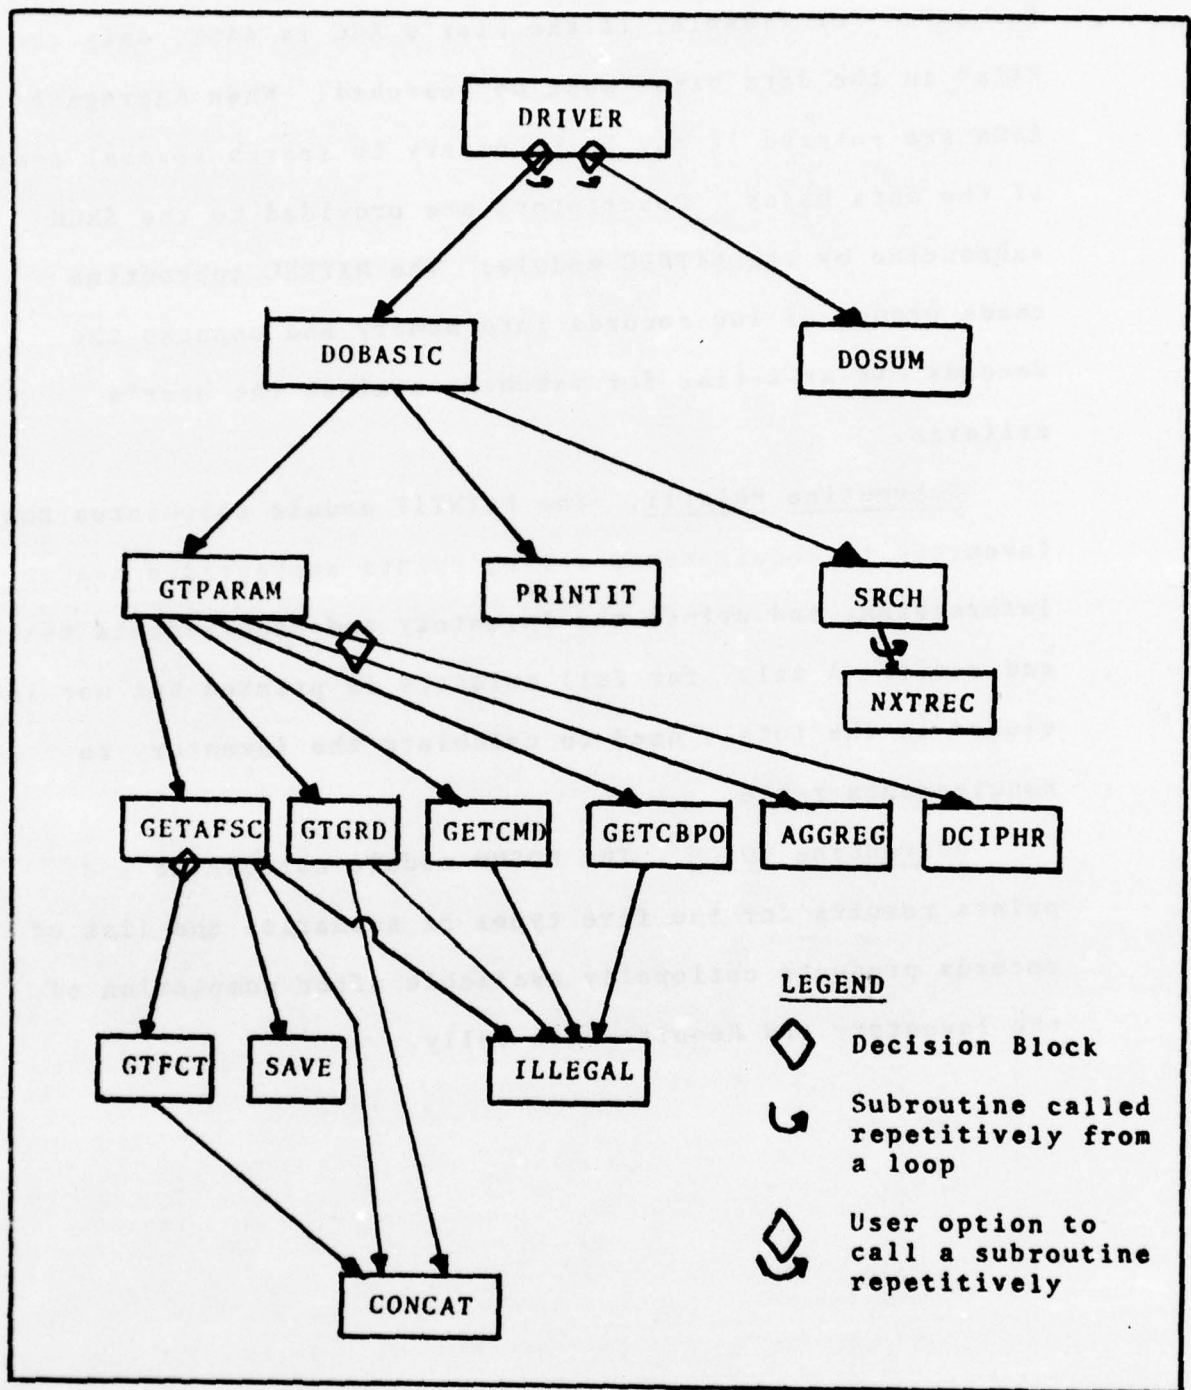 DRIVER
DOBASIC
DOSUM
GTPARAM
PRINTIT
SRCH
NXTREC
GETAFSC
GTGRD
GETCMD
GETCBPO
AGGREG
DCIPHR
GTFCT
SAVE
ILLEGAL
CONCAT
LEGEND
Decision Block
Subroutine called
repetitively from
a loop
User option to
call a subroutine
repetitively